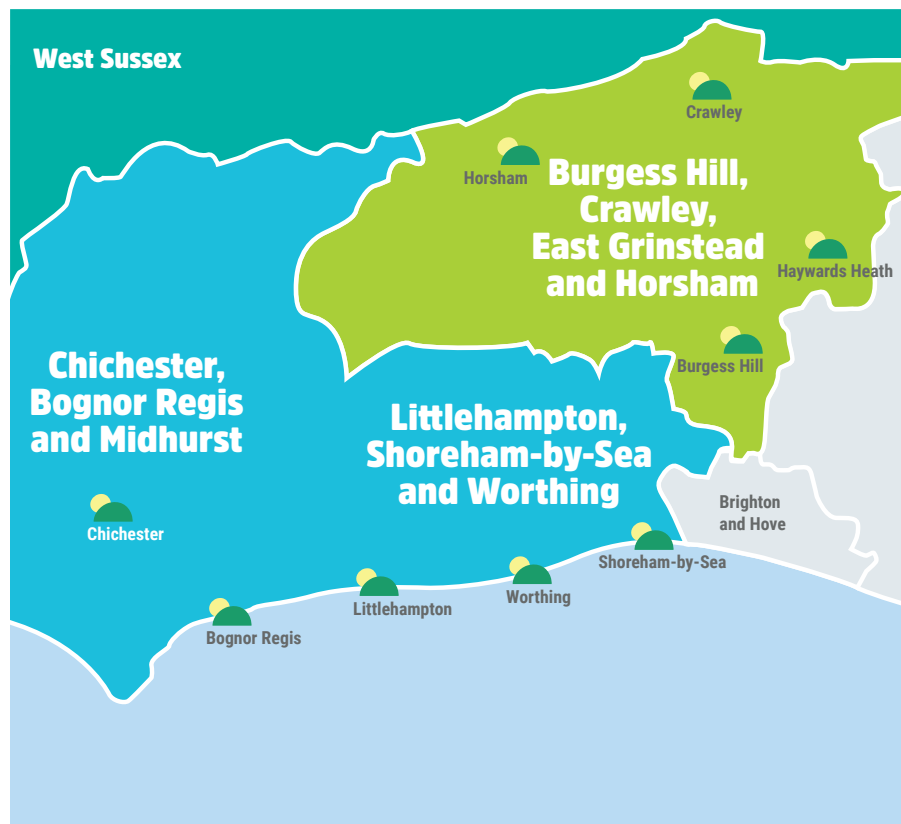 West Sussex
Crawley
Horsham
Burgess Hill,
Crawley,
East Grinstead
and Horsham
Haywards Heath
Burgess Hill
Chichester,
Bognor Regis
and Midhurst
Littlehampton,
Shoreham-by-Sea
and Worthing
Brighton
and Hove
Chichester
Shoreham-by-Sea
Worthing
Littlehampton
Bognor Regis